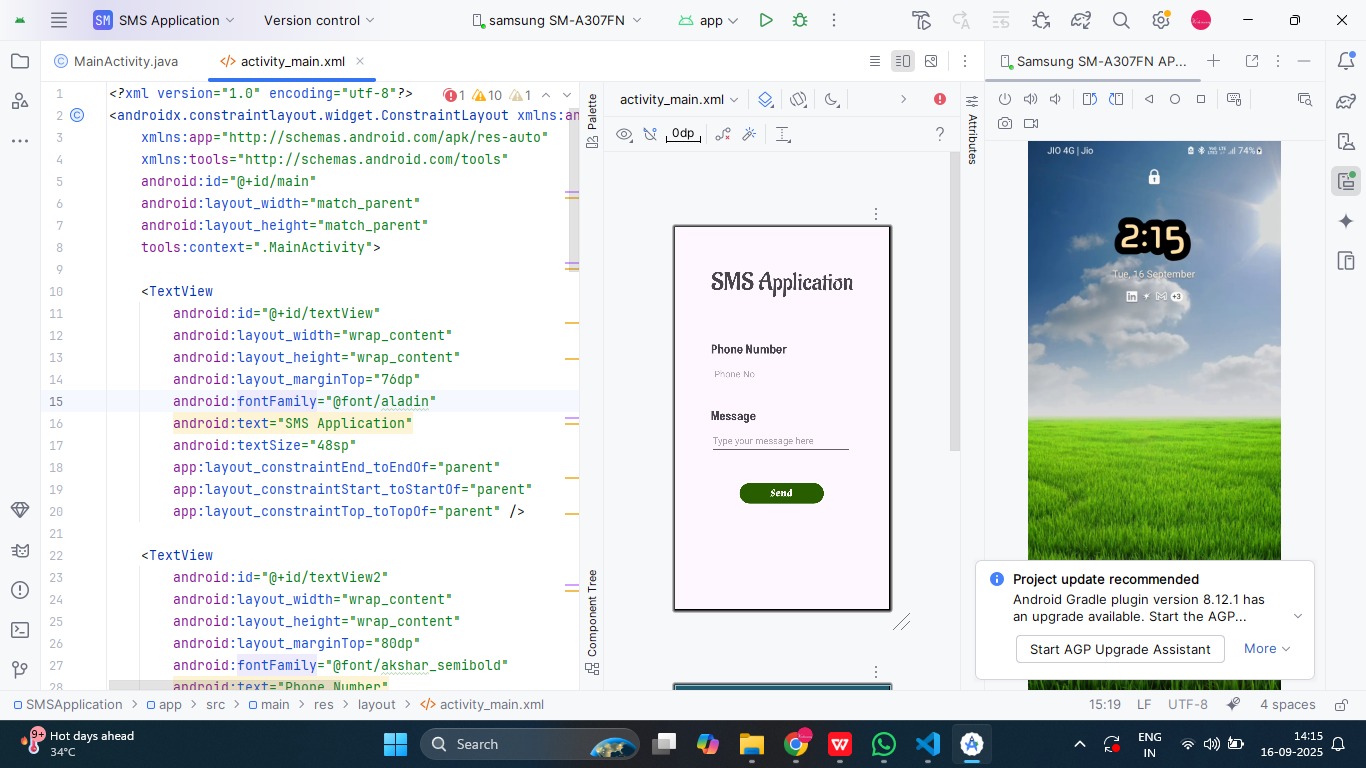 SM SMS Application Version control samsung SM-A307FN app
MainActivity.java activity_main.xml Samsung SM-A307FN AP...
1 <?xml version="1.0" encoding="utf-8"?> 1 10 1
2 <androidx.constraintlayout.widget.ConstraintLayout xmlns:an
3 xmlns:app="http://schemas.android.com/apk/res-auto"
4 xmlns:tools="http://schemas.android.com/tools"
5 android:id="@+id/main"
6 android:layout_width="match_parent"
7 android:layout_height="match_parent"
8 tools:context=".MainActivity">
9
10 <TextView
11 android:id="@+id/textView"
12 android:layout_width="wrap_content"
13 android:layout_height="wrap_content"
14 android:layout_marginTop="76dp"
15 android:fontFamily="@font/aladin"
16 android:text="SMS Application"
17 android:textSize="48sp"
18 app:layout_constraintEnd_toEndOf="parent"
19 app:layout_constraintStart_toStartOf="parent"
20 app:layout_constraintTop_toTopOf="parent" />
21
22 <TextView
23 android:id="@+id/textView2"
24 android:layout_width="wrap_content"
25 android:layout_height="wrap_content"
26 android:layout_marginTop="80dp"
27 android:fontFamily="@font/akshar_semibold"
28 android:text="Phone Number"
Palette
Component Tree
activity_main.xml
0dp
Attributes
SMS Application
Phone Number
Phone No
Message
Type your message here
Send
JIO 4G | Jio 74%
2:15
Tue, 16 September
+3
Project update recommended
Android Gradle plugin version 8.12.1 has
an upgrade available. Start the AGP...
Start AGP Upgrade Assistant More
SMSApplication app src main res layout activity_main.xml 15:19 LF UTF-8 4 spaces
9+ Hot days ahead
34°C
Search
ENG
IN
14:15
16-09-2025